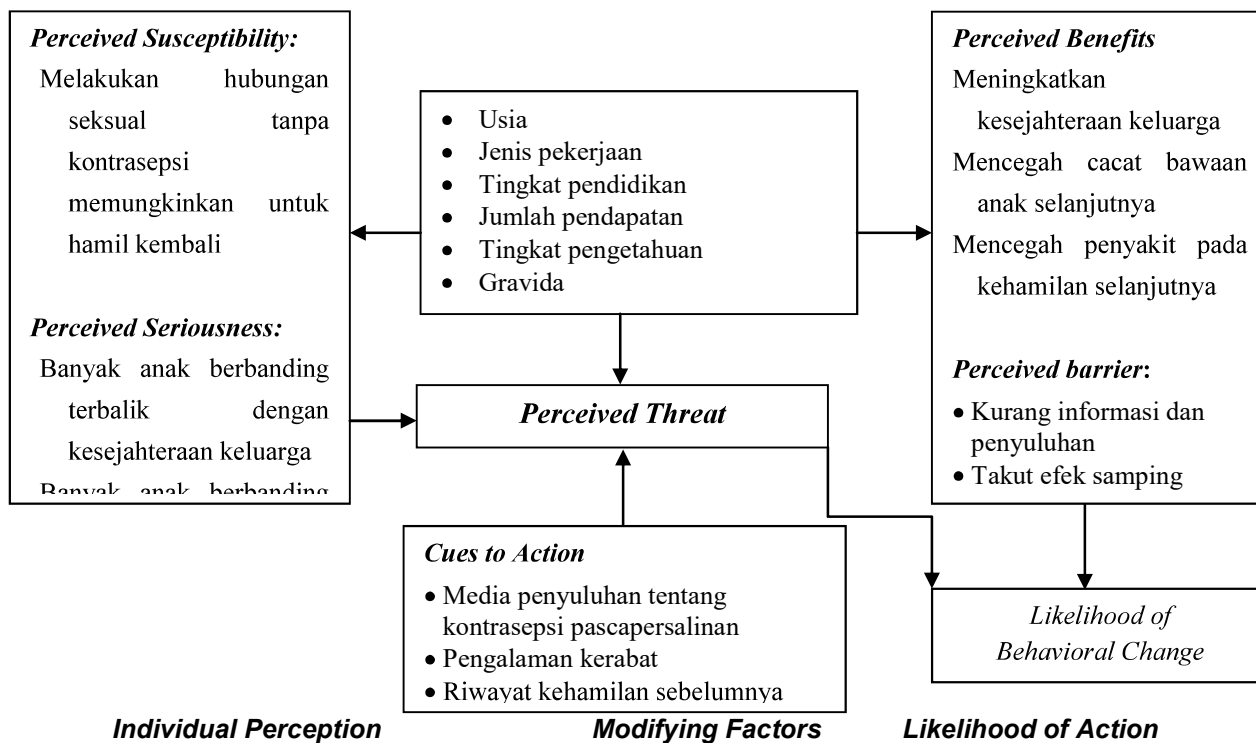 Perceived Susceptibility:
Melakukan hubungan
seksual tanpa
kontrasepsi
memungkinkan untuk
hamil kembali
Perceived Seriousness:
Banyak anak berbanding
terbalik dengan
kesejahteraan keluarga
Banyak anak berbanding
• Usia
• Jenis pekerjaan
• Tingkat pendidikan
• Jumlah pendapatan
• Tingkat pengetahuan
• Gravida
Perceived Threat
Cues to Action
• Media penyuluhan tentang
kontrasepsi pascapersalinan
• Pengalaman kerabat
• Riwayat kehamilan sebelumnya
Perceived Benefits
Meningkatkan
kesejahteraan keluarga
Mencegah cacat bawaan
anak selanjutnya
Mencegah penyakit pada
kehamilan selanjutnya
Perceived barrier:
• Kurang informasi dan
penyuluhan
• Takut efek samping
Likelihood of
Behavioral Change
Individual Perception
Modifying Factors
Likelihood of Action